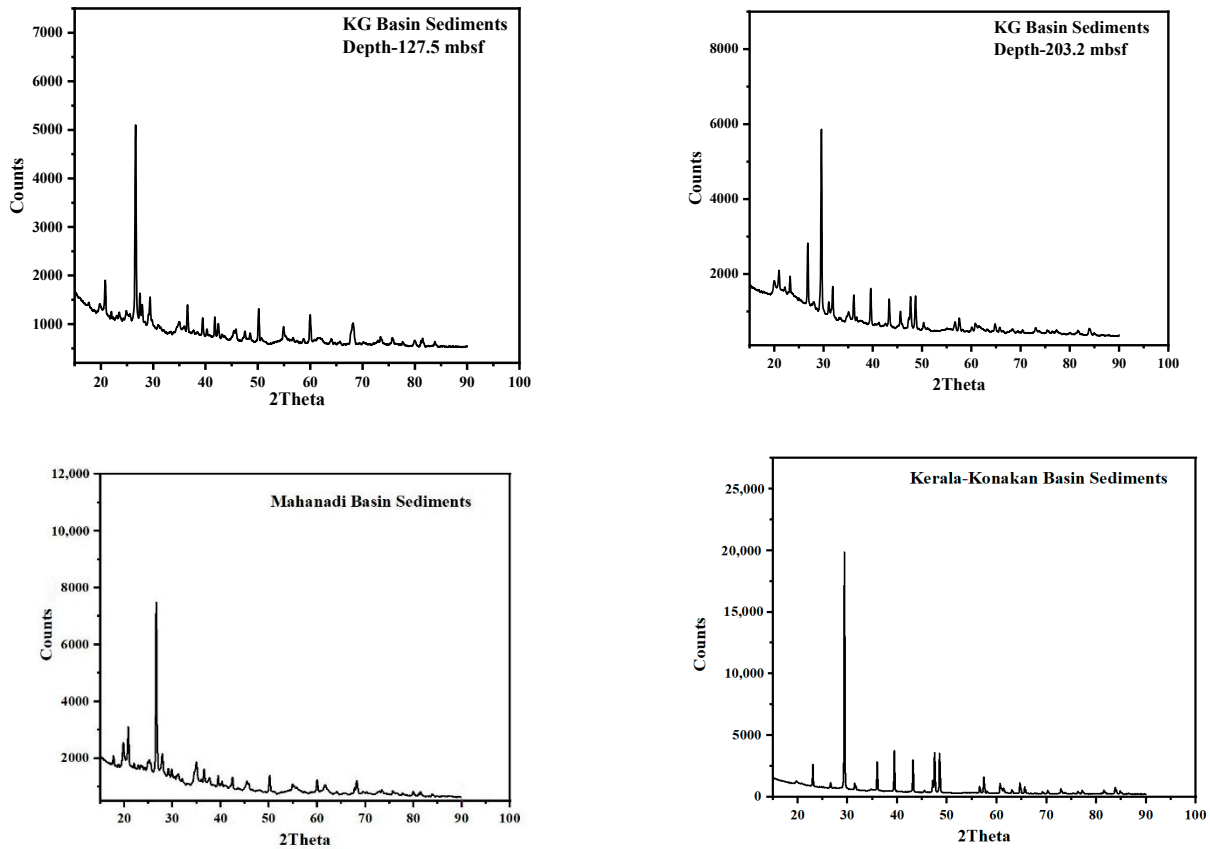 KG Basin Sediments
Depth-127.5 mbsf
7000
6000
5000
4000
3000
2000
1000
Counts
20 30 40 50 60 70 80 90 100
2Theta
KG Basin Sediments
Depth-203.2 mbsf
8000
6000
4000
2000
Counts
20 30 40 50 60 70 80 90 100
2Theta
Mahanadi Basin Sediments
12,000
10,000
8000
6000
4000
2000
Counts
20 30 40 50 60 70 80 90 100
2Theta
Kerala-Konakan Basin Sediments
25,000
20,000
15,000
10,000
5000
0
Counts
20 30 40 50 60 70 80 90 100
2Theta